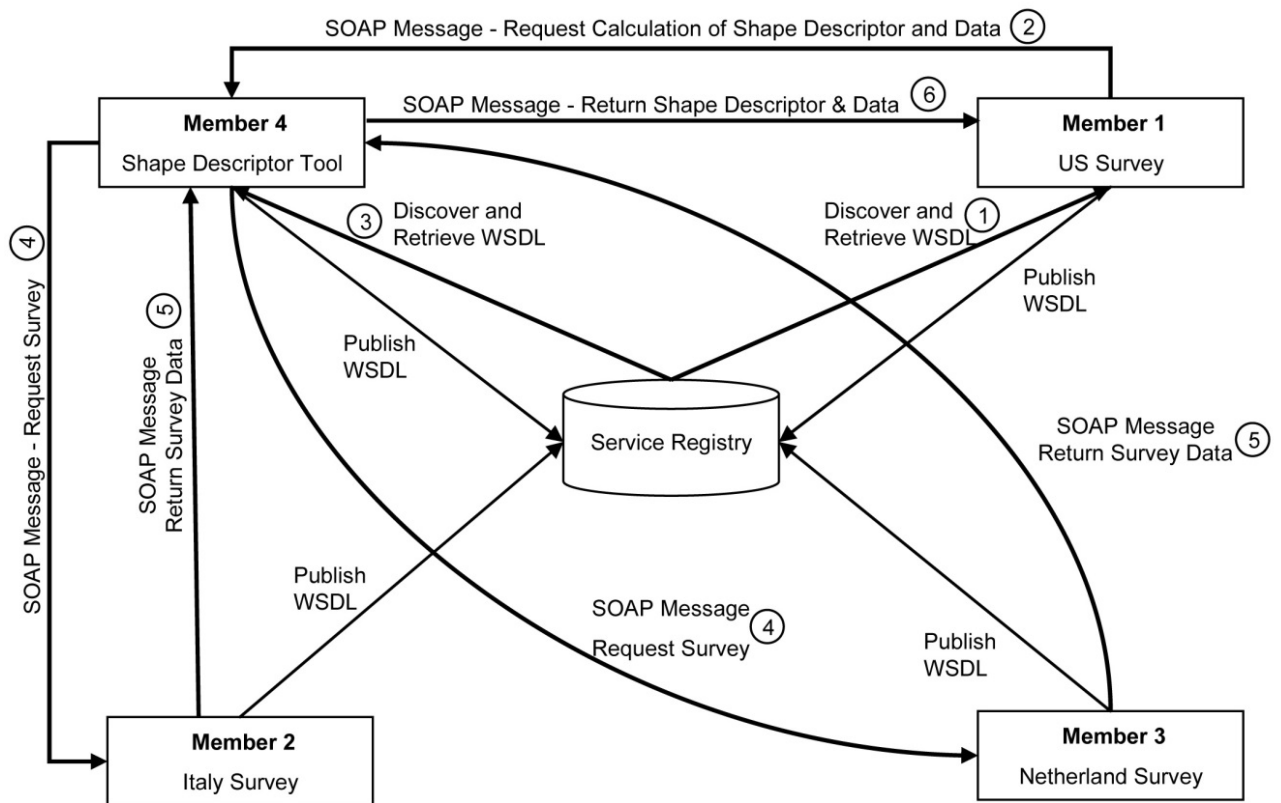 SOAP Message - Request Calculation of Shape Descriptor and Data 2
Member 4
Shape Descriptor Tool
SOAP Message - Return Shape Descriptor & Data 6
Member 1
US Survey
3
Discover and
Retrieve WSDL
Discover and
Retrieve WSDL
1
SOAP Message - Request Survey 4
SOAP Message
Return Survey Data 5
Publish
WSDL
Publish
WSDL
Service Registry
SOAP Message
Return Survey Data 5
Publish
WSDL
SOAP Message
Request Survey 4
Publish
WSDL
Member 2
Italy Survey
Member 3
Netherland Survey